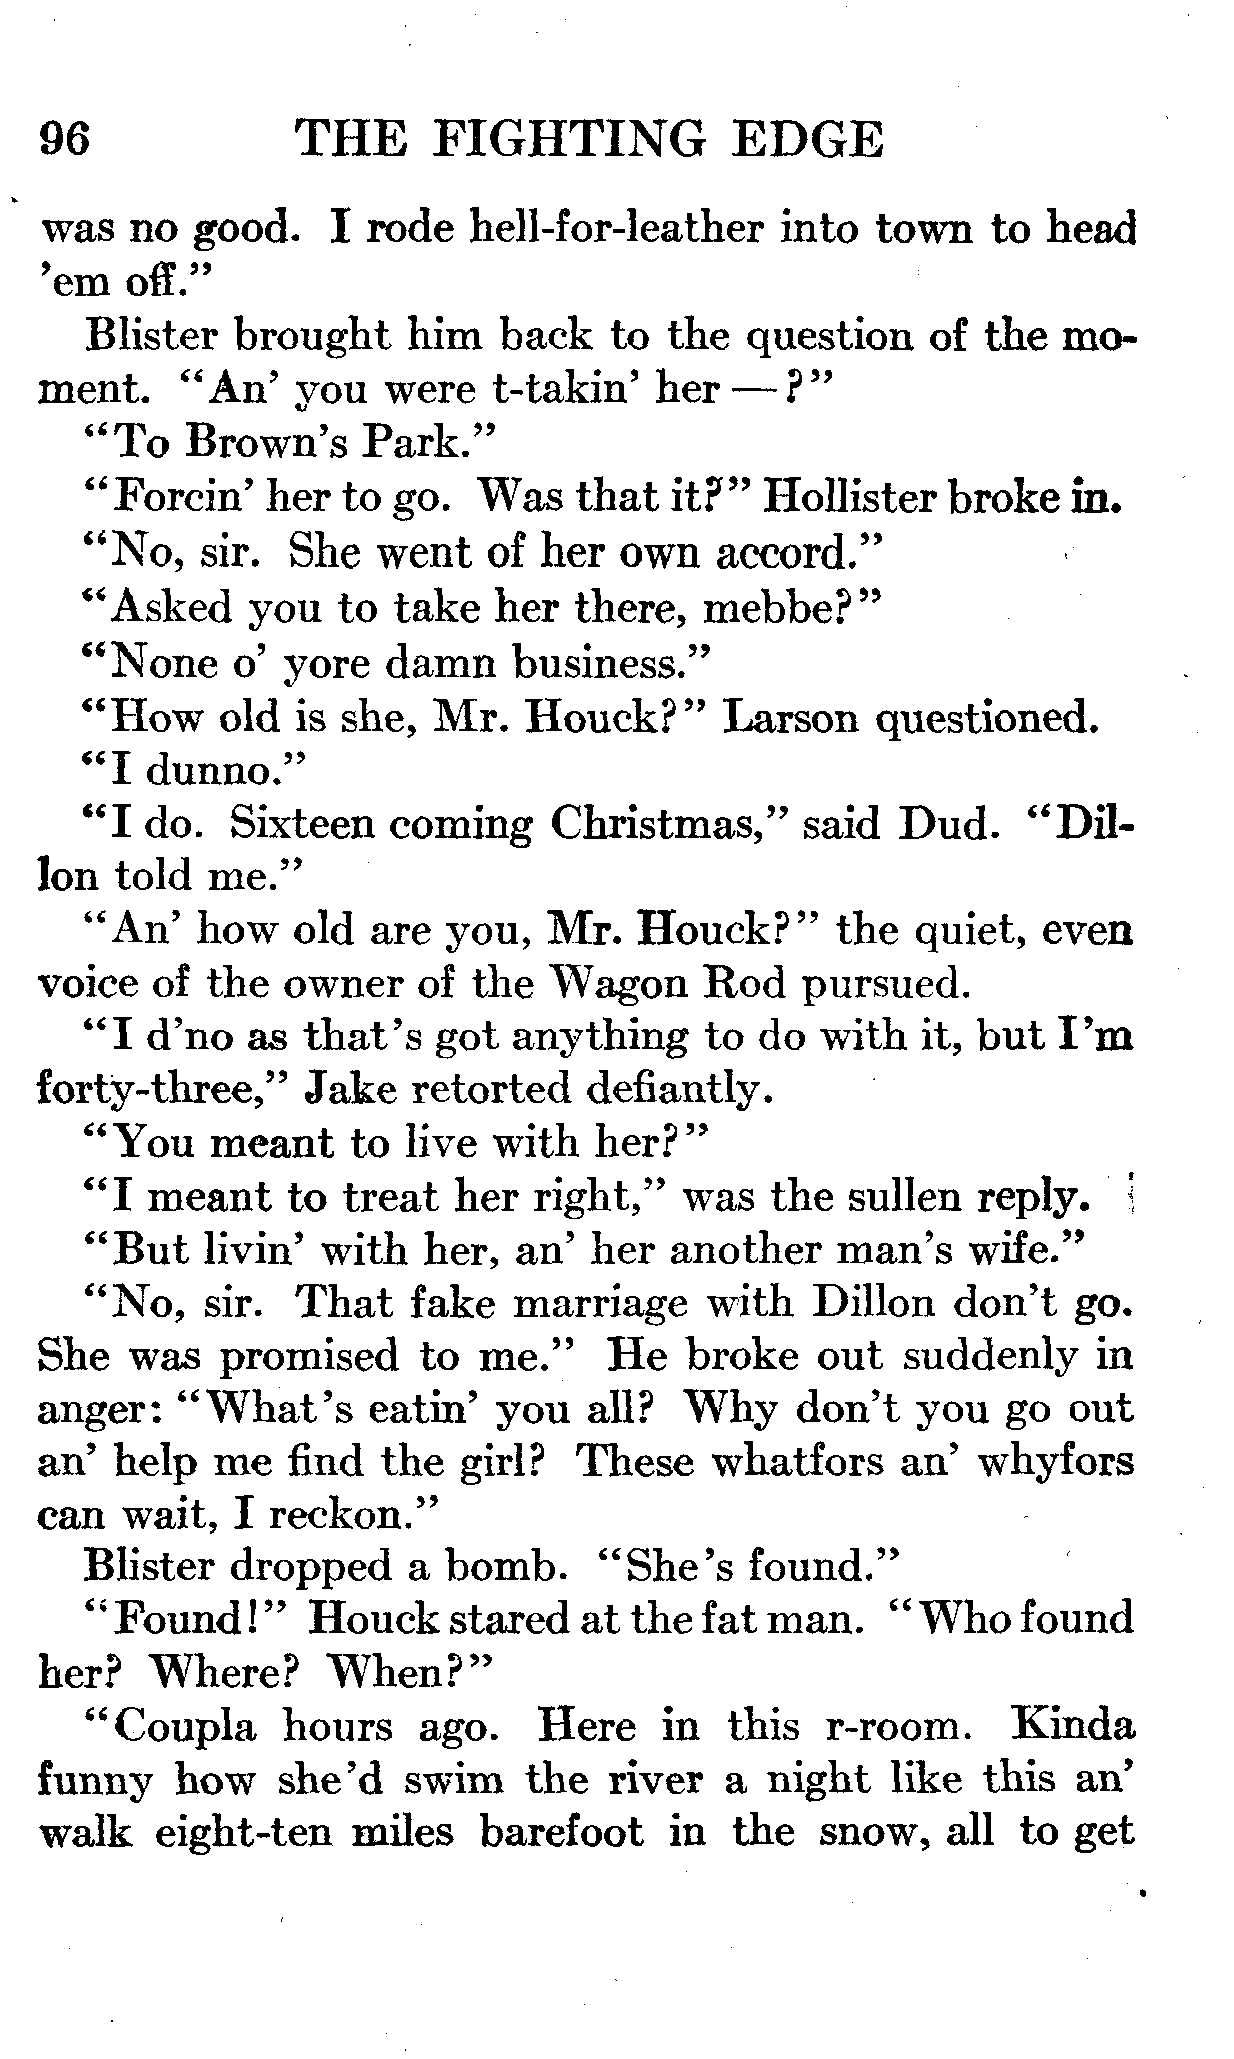 96 THE FIGHTING EDGE
was no good. I rode hell-for-leather into town to head
'em off."
Blister brought him back to the question of the mo-
ment. "An' you were t-takin' her — ?"
"To Brown's Park."
"Forcin' her to go. Was that it?" Hollister broke in.
"No, sir. She went of her own accord."
"Asked you to take her there, mebbe?"
"None o' yore damn business."
"How old is she, Mr. Houck?" Larson questioned.
"I dunno."
"I do. Sixteen coming Christmas," said Dud. "Dil-
lon told me."
"An' how old are you, Mr. Houck?" the quiet, even
voice of the owner of the Wagon Rod pursued.
"I d'no as that's got anything to do with it, but I'm
forty-three," Jake retorted defiantly.
"You meant to live with her?"
"I meant to treat her right," was the sullen reply.
"But livin' with her, an' her another man's wife."
"No, sir. That fake marriage with Dillon don't go.
She was promised to me." He broke out suddenly in
anger: "What's eatin' you all? Why don't you go out
an' help me find the girl? These whatfors an' whyfors
can wait, I reckon."
Blister dropped a bomb. "She's found."
"Found!" Houck stared at the fat man. "Who found
her? Where? When?"
"Coupla hours ago. Here in this r-room. Kinda
funny how she'd swim the river a night like this an'
walk eight-ten miles barefoot in the snow, all to get